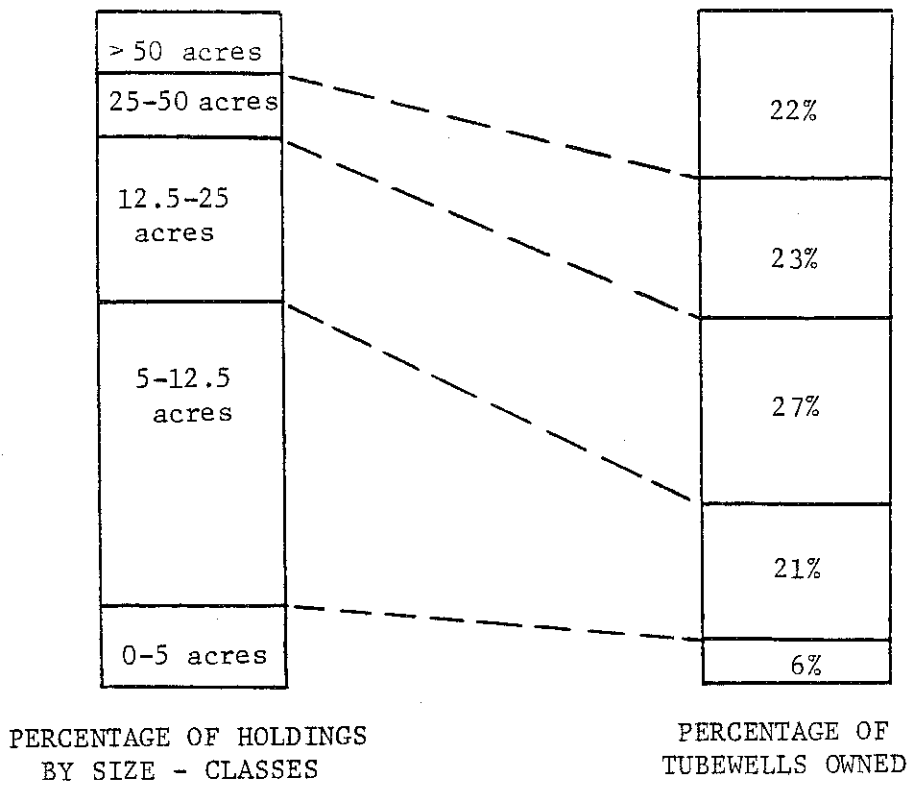 > 50 acres
25-50 acres
12.5-25
acres
5-12.5
acres
0-5 acres
PERCENTAGE OF HOLDINGS
BY SIZE - CLASSES
22%
23%
27%
21%
6%
PERCENTAGE OF
TUBEWELLS OWNED